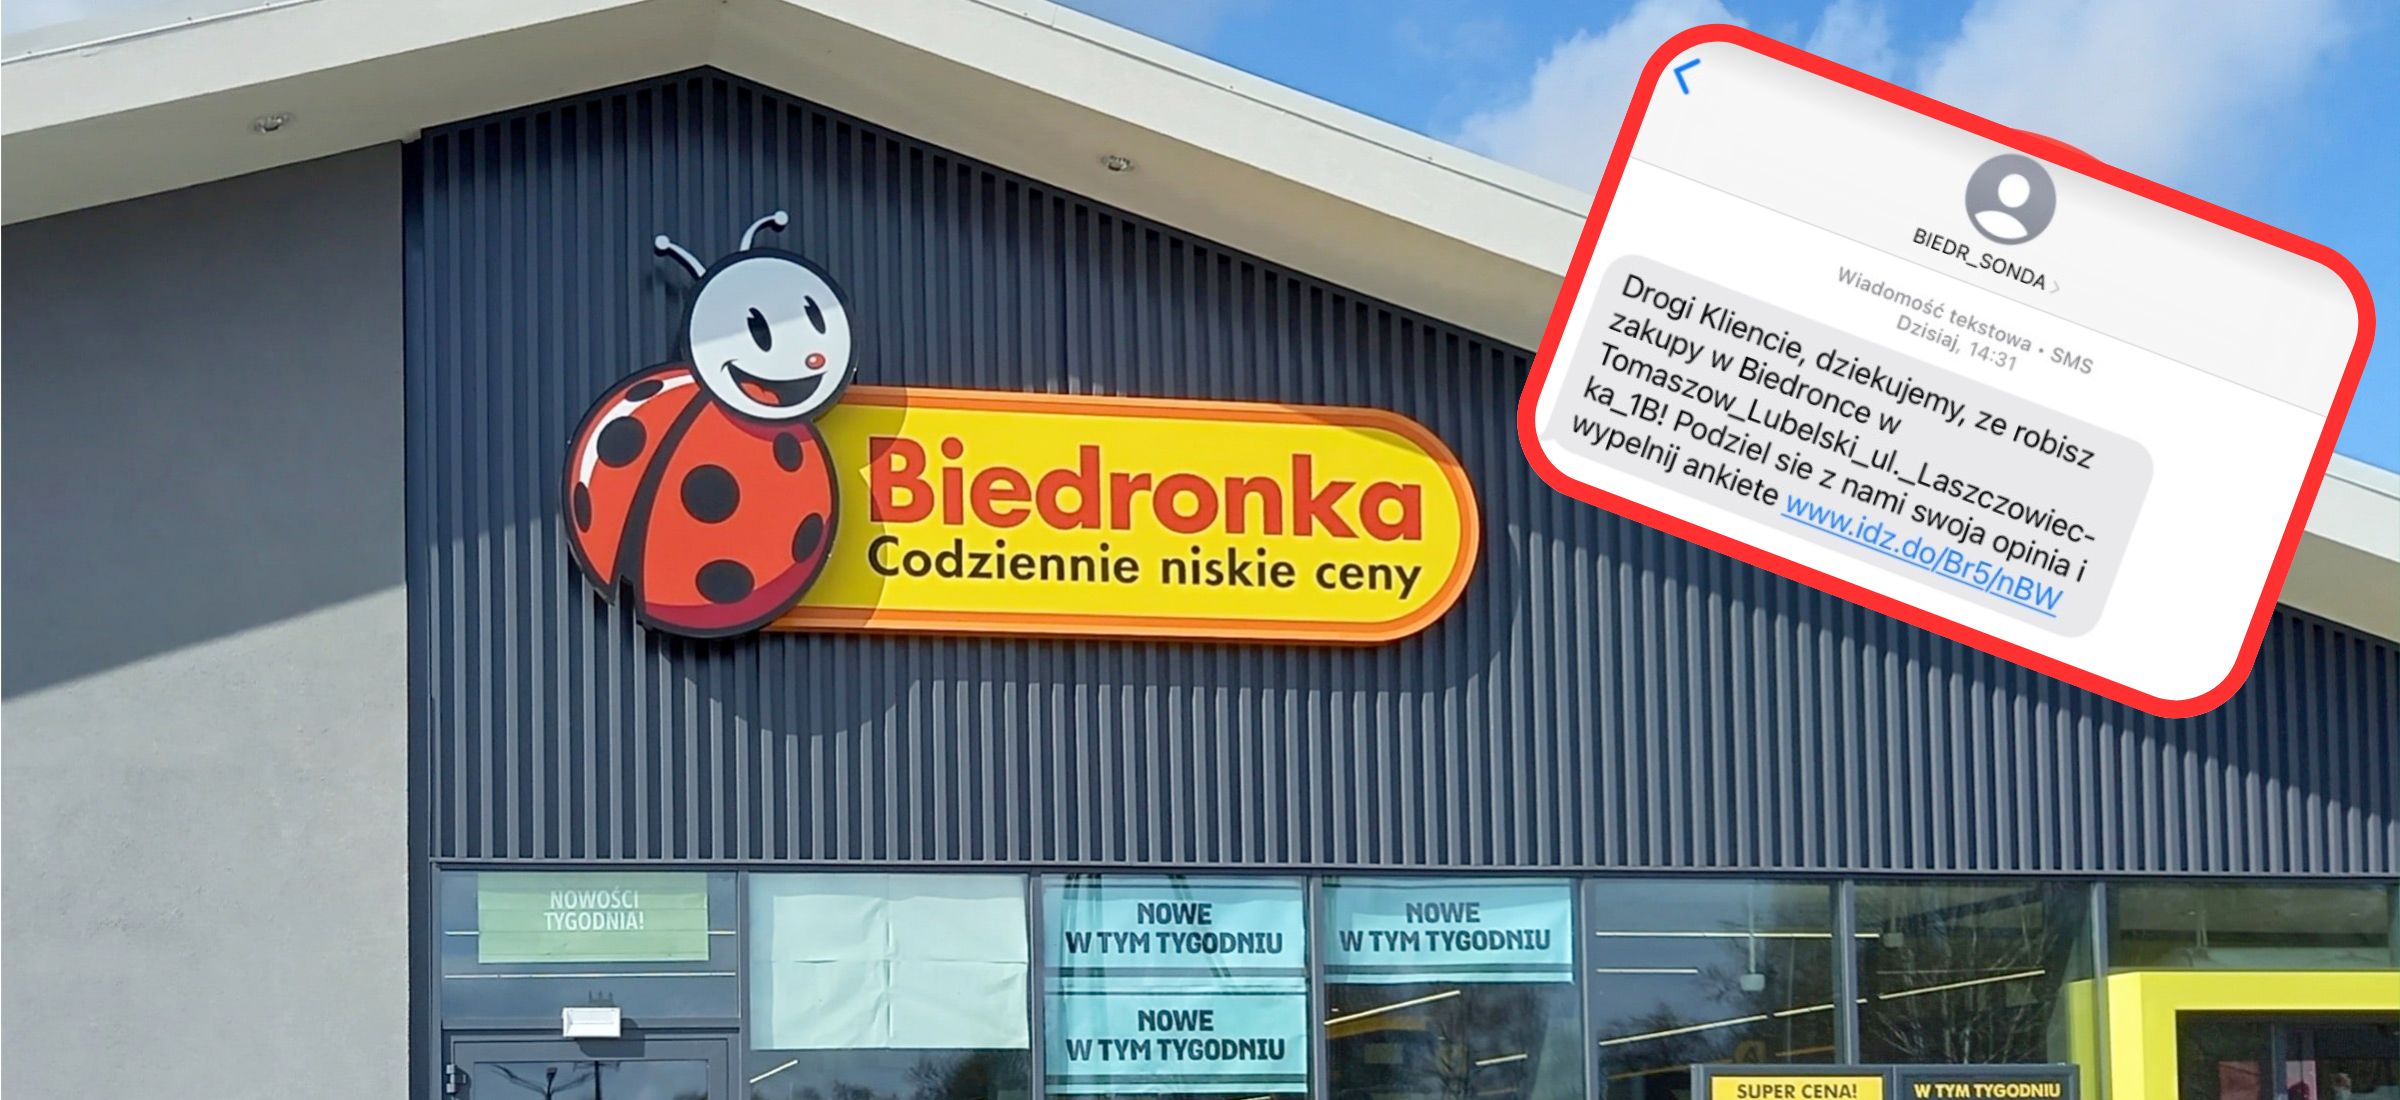 Biedronka
Codziennie niskie ceny
BIEDR_SONDA
Wiadomość tekstowa • SMS
Dzisiaj, 14:31
Drogi Kliencie, dziekujemy, ze robisz
zakupy w Biedronce w
Tomaszow_Lubelski_ul._Laszczowiec-
ka_1B! Podziel sie z nami swoja opinia i
wypelnij ankiete www.idz.do/Br5/nBW
NOWOŚCI
TYGODNIA!
NOWE
W TYM TYGODNIU
NOWE
W TYM TYGODNIU
NOWE
W TYM TYGODNIU
SUPER CENA!
W TYM TYGODNIU